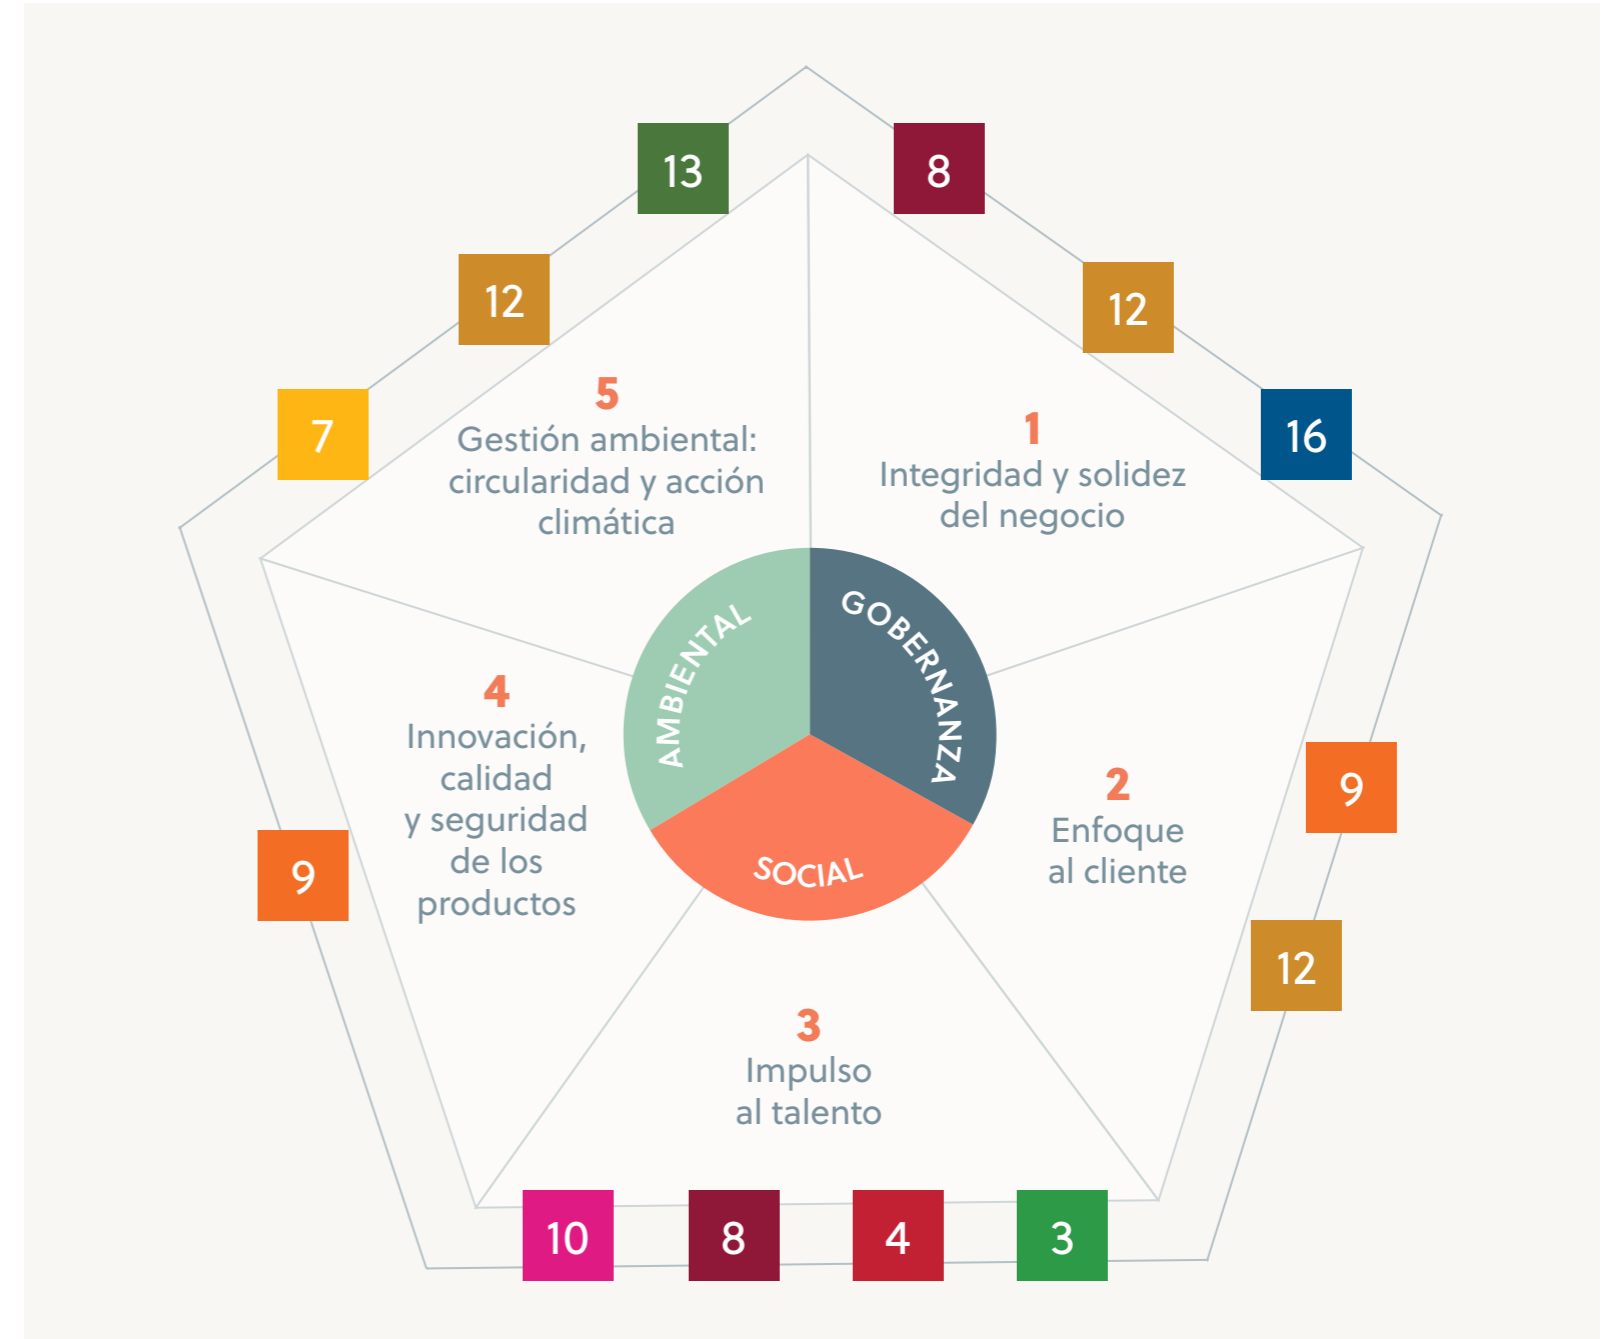 13
8
12
12
7
16
5
Gestión ambiental:
circularidad y acción
climática
1
Integridad y solidez
del negocio
AMBIENTAL
GOBERNANZA
SOCIAL
4
Innovación,
calidad
y seguridad
de los
productos
2
Enfoque
al cliente
9
9
12
3
Impulso
al talento
10
8
4
3